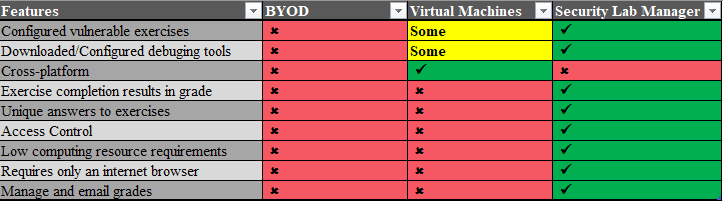 Features BYOD Virtual Machines Security Lab Manager
Configured vulnerable exercises ✖ Some ✓
Downloaded/Configured debuging tools ✖ Some ✓
Cross-platform ✖ ✓ ✖
Exercise completion results in grade ✖ ✖ ✓
Unique answers to exercises ✖ ✖ ✓
Access Control ✖ ✖ ✓
Low computing resource requirements ✖ ✖ ✓
Requires only an internet browser ✖ ✖ ✓
Manage and email grades ✖ ✖ ✓